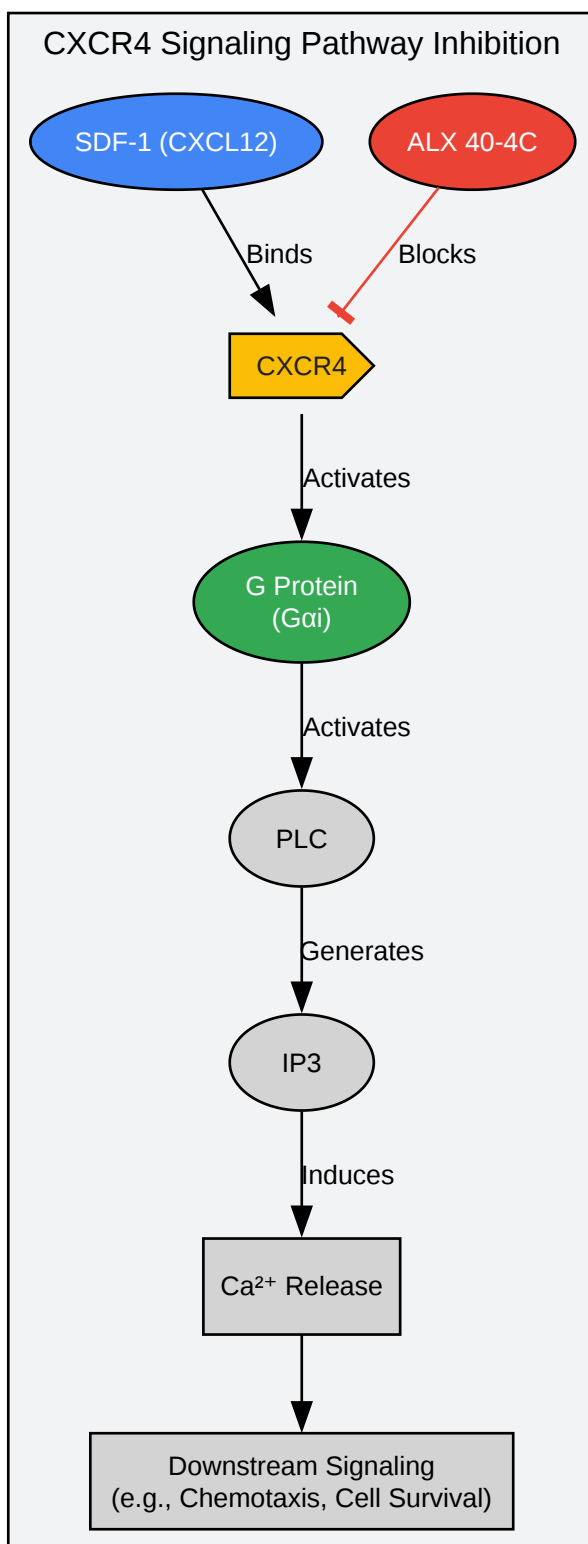 CXCR4 Signaling Pathway Inhibition
SDF-1 (CXCL12)
ALX 40-4C
Binds
Blocks
CXCR4
Activates
G Protein
(Gαi)
Activates
PLC
Generates
IP3
Induces
Ca²⁺ Release
Downstream Signaling
(e.g., Chemotaxis, Cell Survival)